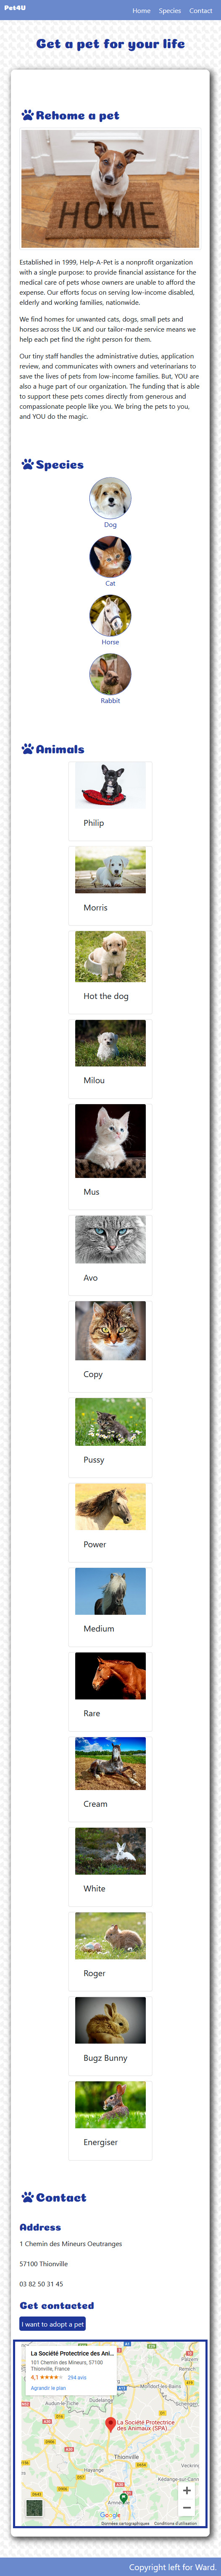 Pet4U
Home Species Contact
Get a pet for your life
Rehome a pet
HOME
Established in 1999, Help-A-Pet is a nonprofit organization
with a single purpose: to provide financial assistance for the
medical care of pets whose owners are unable to afford the
expense. Our efforts focus on serving low-income disabled,
elderly and working families, nationwide.
We find homes for unwanted cats, dogs, small pets and
horses across the UK and our tailor-made service means we
help each pet find the right person for them.
Our tiny staff handles the administrative duties, application
review, and communicates with owners and veterinarians to
save the lives of pets from low-income families. But, YOU are
also a huge part of our organization. The funding that is able
to support these pets comes directly from generous and
compassionate people like you. We bring the pets to you,
and YOU do the magic.
Species
Dog
Cat
Horse
Rabbit
Animals
Philip
Morris
Hot the dog
Milou
Mus
Avo
Copy
Pussy
Power
Medium
Rare
Cream
White
Roger
Bugz Bunny
Energiser
Contact
Address
1 Chemin des Mineurs Oeutranges
57100 Thionville
03 82 50 31 45
Get contacted
I want to adopt a pet
La Société Protectrice des Ani...
101 Chemin des Mineurs, 57100
Thionville, France
4,1 ★★★★☆ 294 avis
Agrandir le plan
Rettel
Audun-le-Tiche
Dudelange
La Société Protectrice
des Animaux (SPA)
Hayange
Thionville
Kédange-sur-Can
Veckring
Google
Données cartographiques Conditions d'utilisation
Copyright left for Ward.